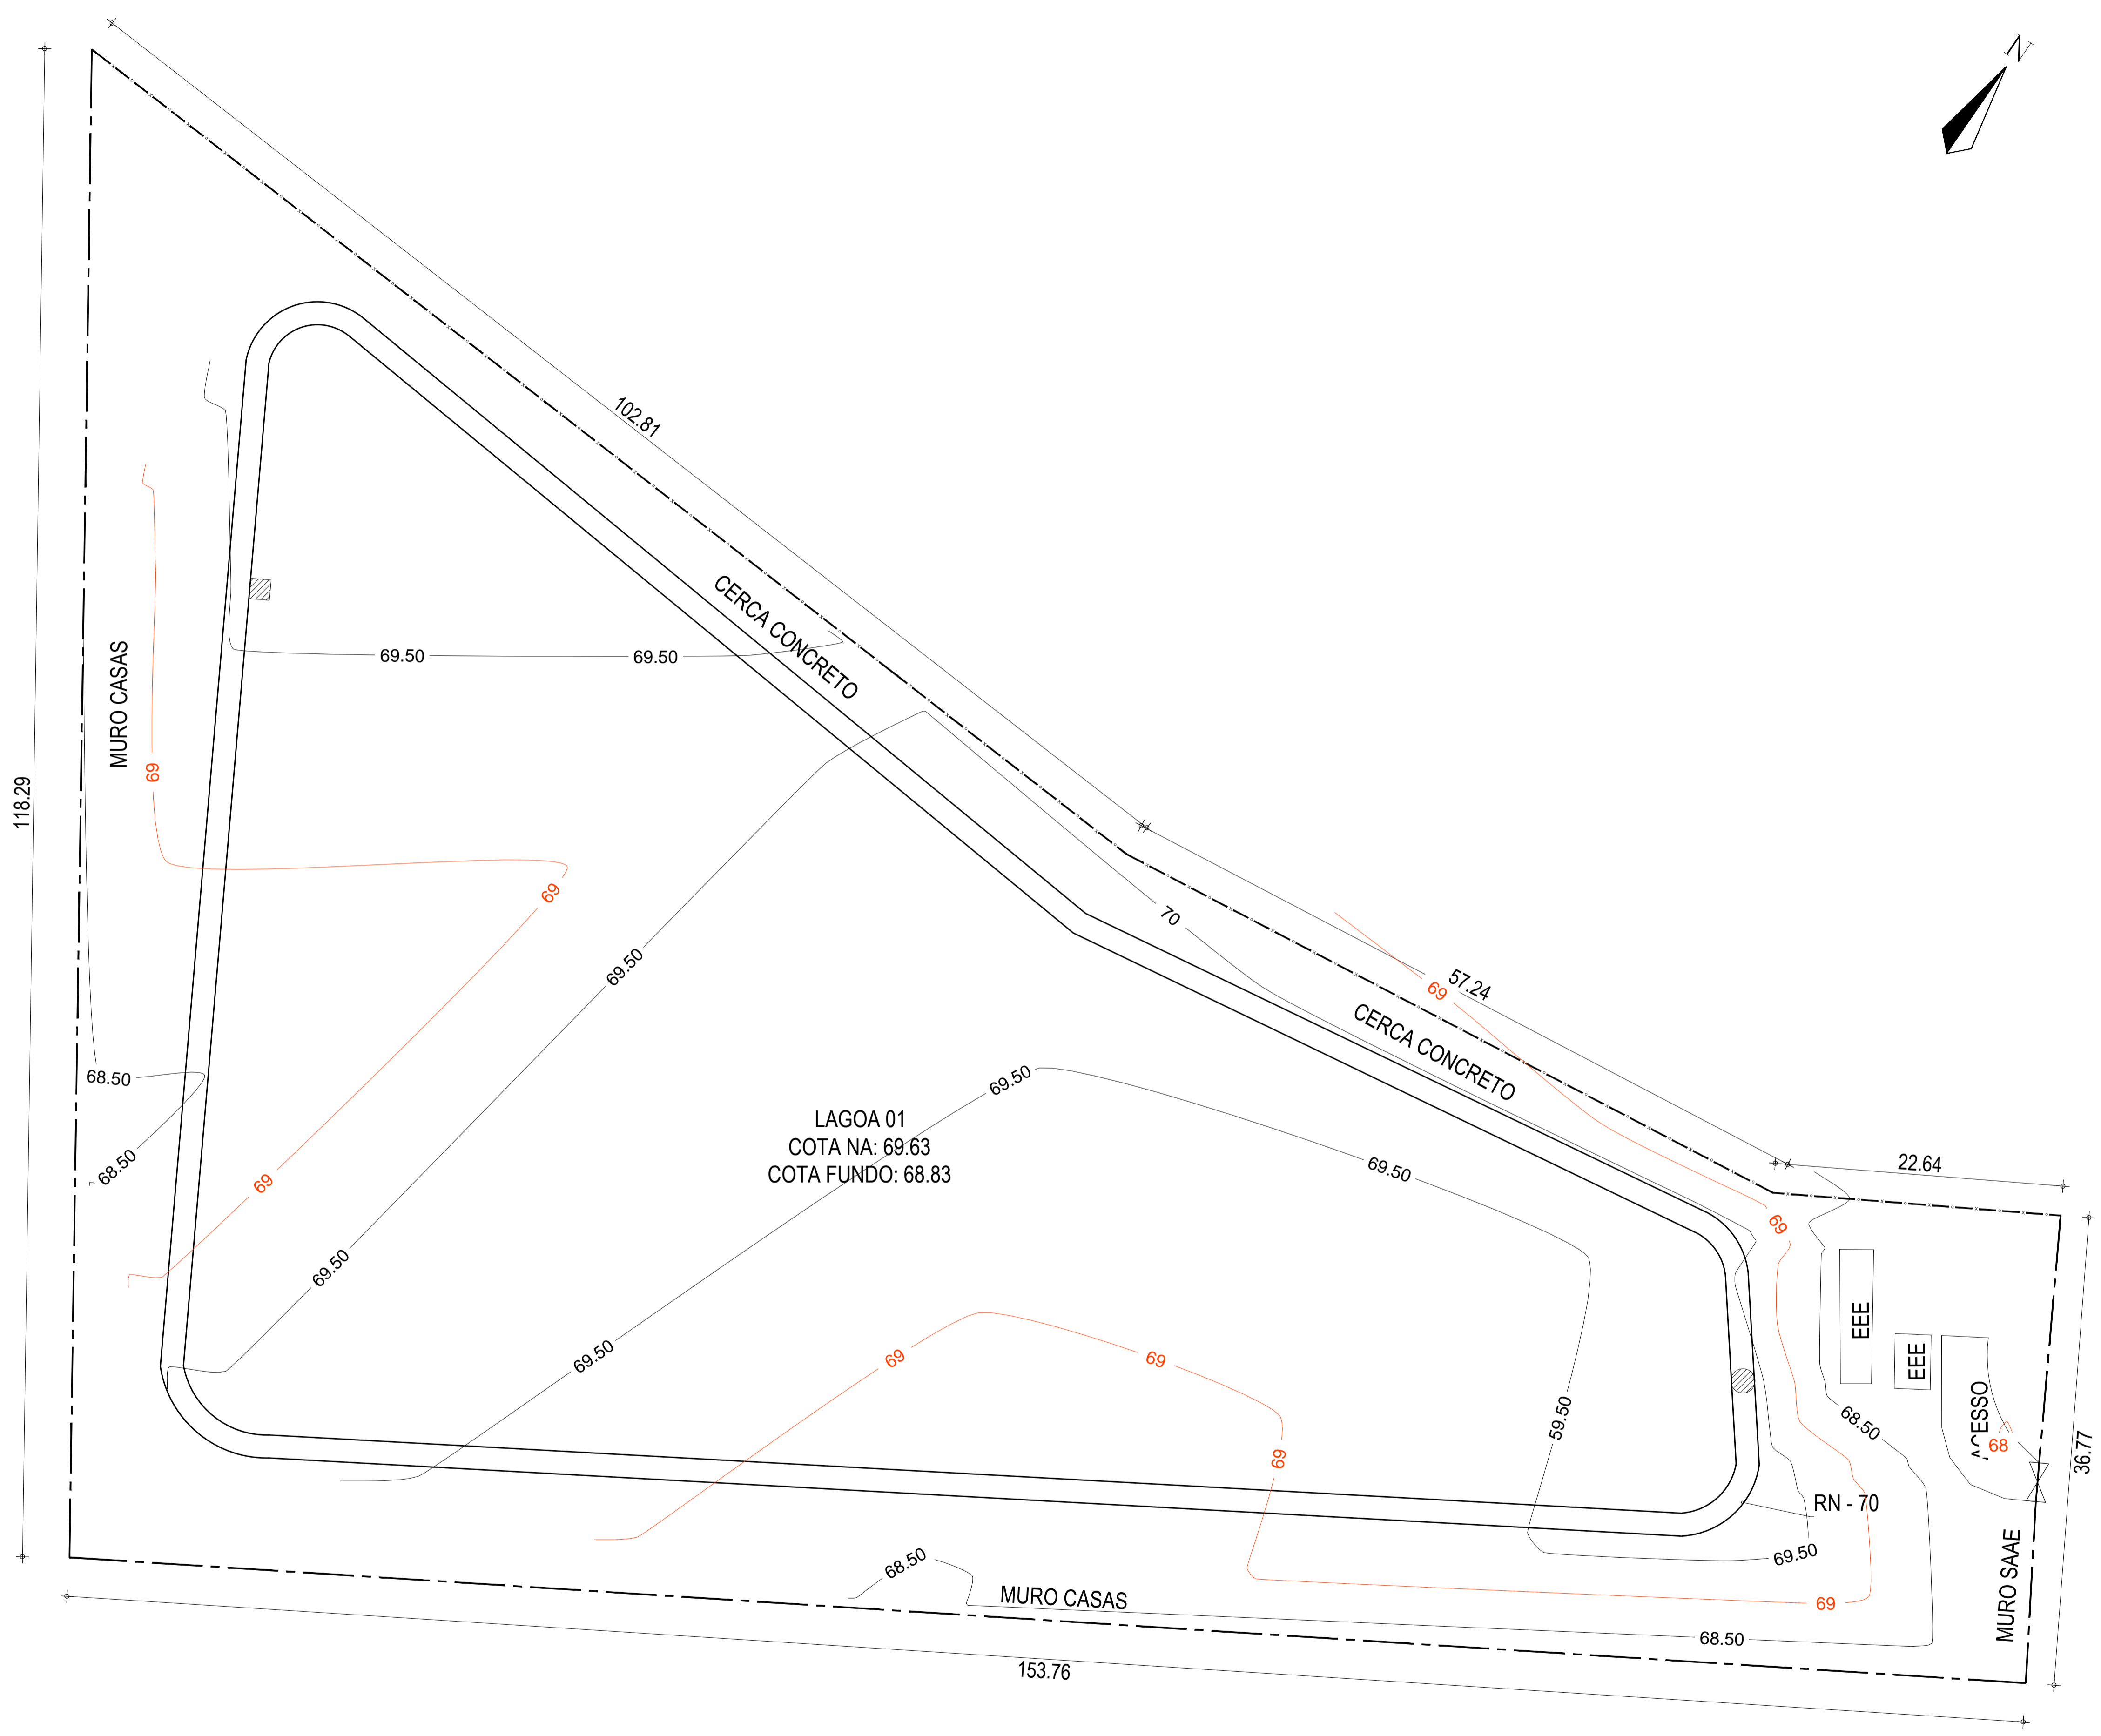 N
102.81
118.29
MURO CASAS
CERCA CONCRETO
69.50
69.50
69
69
70
69.50
57.24
69
CERCA CONCRETO
69.50
68.50
68.50
69
LAGOA 01
COTA NA: 69.63
COTA FUNDO: 68.83
69.50
22.64
69
69.50
69.50
69
69
69
59.50
EEE
EEE
ACESSO
68
68.50
36.77
RN - 70
69.50
68.50
MURO CASAS
69
68.50
MURO SAAE
153.76